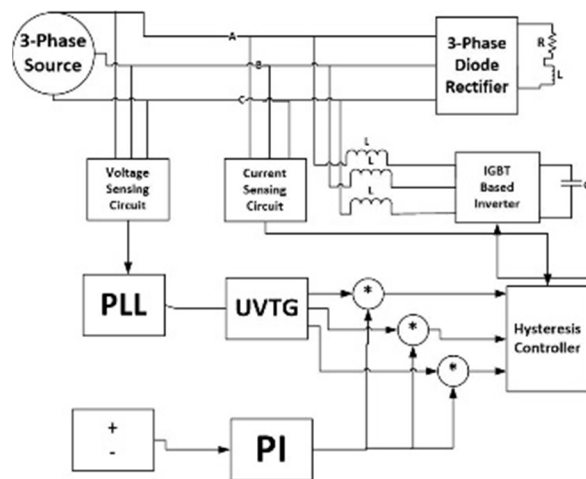 3-Phase
Source
A
B
C
3-Phase
Diode
Rectifier
R
L
Voltage
Sensing
Circuit
Current
Sensing
Circuit
L
L
L
IGBT
Based
Inverter
C
PLL
UVTG
*
*
*
Hysteresis
Controller
+
-
PI